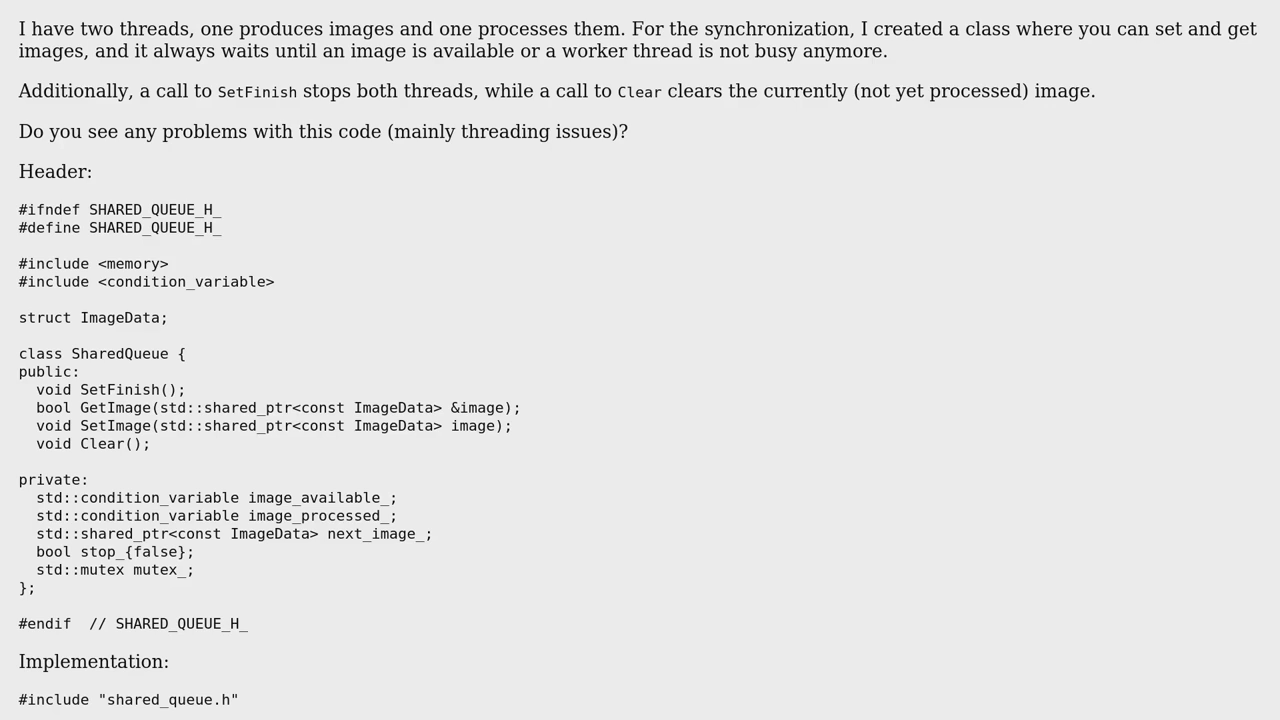 I have two threads, one produces images and one processes them. For the synchronization, I created a class where you can set and get
images, and it always waits until an image is available or a worker thread is not busy anymore.
Additionally, a call to SetFinish stops both threads, while a call to Clear clears the currently (not yet processed) image.
Do you see any problems with this code (mainly threading issues)?
Header:
#ifndef SHARED_QUEUE_H_
#define SHARED_QUEUE_H_
#include <memory>
#include <condition_variable>
struct ImageData;
class SharedQueue {
public:
  void SetFinish();
  bool GetImage(std::shared_ptr<const ImageData> &image);
  void SetImage(std::shared_ptr<const ImageData> image);
  void Clear();
private:
  std::condition_variable image_available_;
  std::condition_variable image_processed_;
  std::shared_ptr<const ImageData> next_image_;
  bool stop_{false};
  std::mutex mutex_;
};
#endif  // SHARED_QUEUE_H_
Implementation:
#include "shared_queue.h"